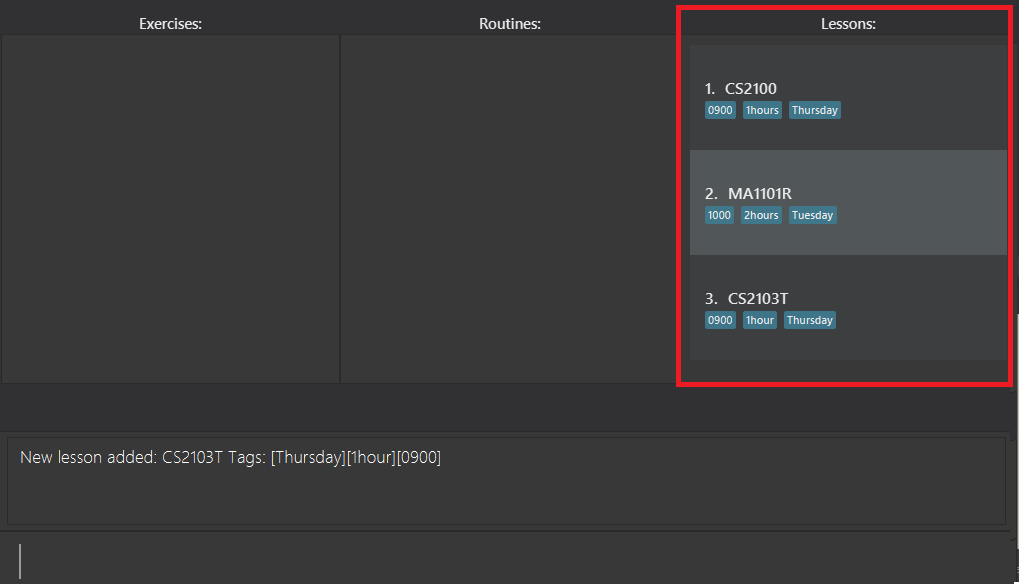 Exercises:
Routines:
Lessons:
1. CS2100
0900 1hours Thursday
2. MA1101R
1000 2hours Tuesday
3. CS2103T
0900 1hour Thursday
New lesson added: CS2103T Tags: [Thursday][1hour][0900]